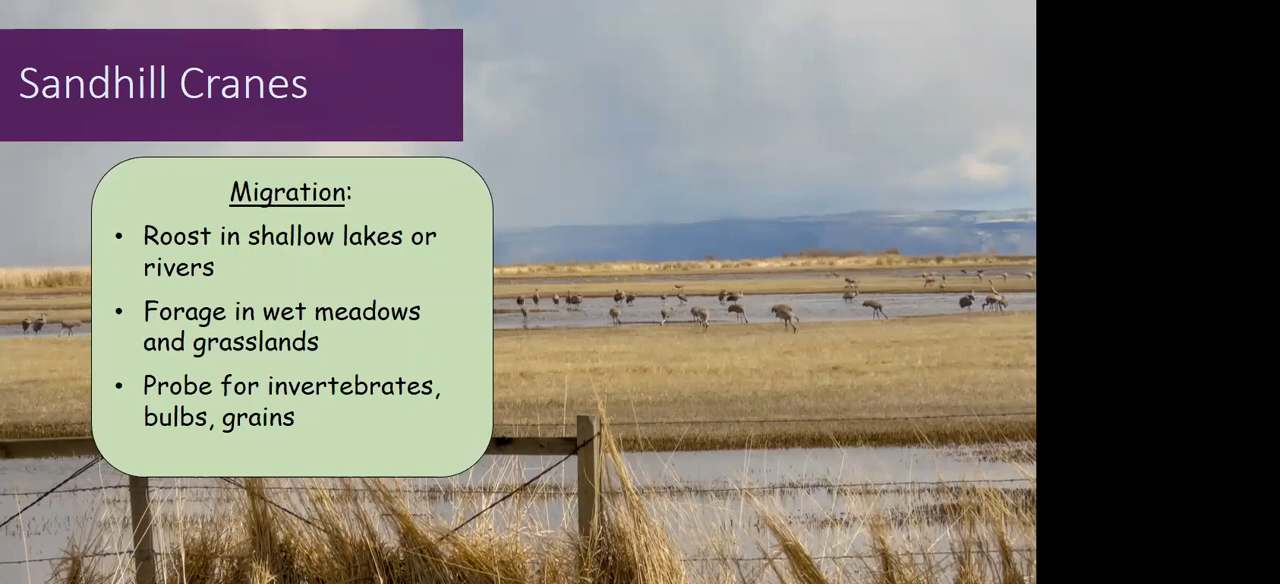 Sandhill Cranes
Migration:
• Roost in shallow lakes or
rivers
• Forage in wet meadows
and grasslands
• Probe for invertebrates,
bulbs, grains